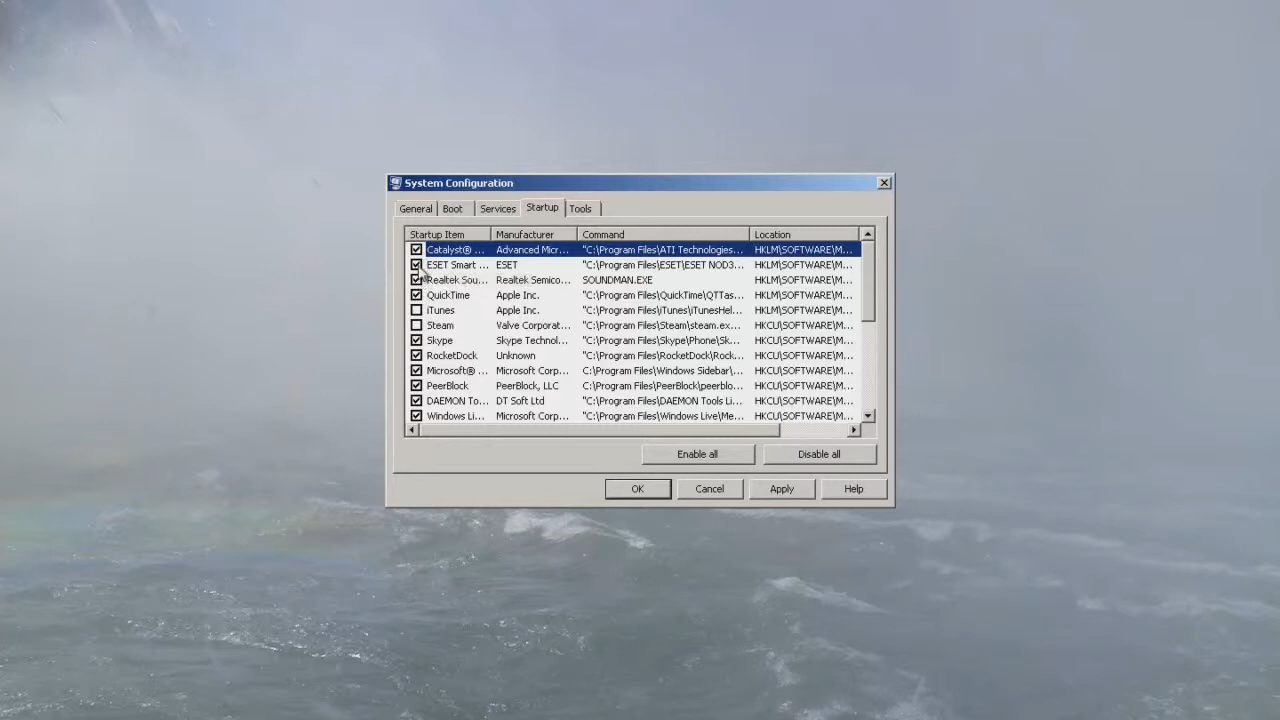 System Configuration
General Boot Services Startup Tools
Startup Item Manufacturer Command Location
Catalyst® ... Advanced Micr... "C:\Program Files\ATI Technologies... HKLM\SOFTWARE\M...
ESET Smart ... ESET "C:\Program Files\ESET\ESET NOD3... HKLM\SOFTWARE\M...
Realtek Sou... Realtek Semico... SOUNDMAN.EXE HKLM\SOFTWARE\M...
QuickTime Apple Inc. "C:\Program Files\QuickTime\QTTas... HKLM\SOFTWARE\M...
iTunes Apple Inc. "C:\Program Files\iTunes\iTunesHel... HKLM\SOFTWARE\M...
Steam Valve Corporat... "C:\Program Files\Steam\steam.ex... HKCU\SOFTWARE\M...
Skype Skype Technol... "C:\Program Files\Skype\Phone\Sk... HKCU\SOFTWARE\M...
RocketDock Unknown "C:\Program Files\RocketDock\Rock... HKCU\SOFTWARE\M...
Microsoft® ... Microsoft Corp... C:\Program Files\Windows Sidebar\... HKCU\SOFTWARE\M...
PeerBlock PeerBlock, LLC C:\Program Files\PeerBlock\peerblo... HKCU\SOFTWARE\M...
DAEMON To... DT Soft Ltd "C:\Program Files\DAEMON Tools Li... HKCU\SOFTWARE\M...
Windows Li... Microsoft Corp... "C:\Program Files\Windows Live\Me... HKCU\SOFTWARE\M...
Enable all Disable all
OK Cancel Apply Help